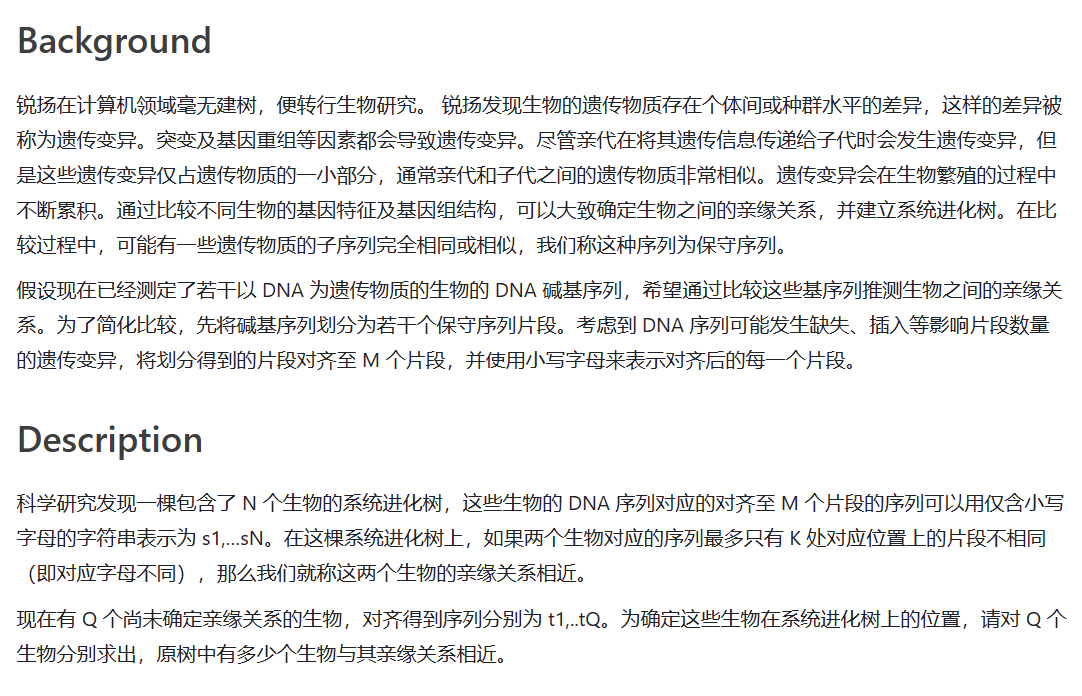 Background
锐扬在计算机领域毫无建树，便转行生物研究。 锐扬发现生物的遗传物质存在个体间或种群水平的差异，这样的差异被
称为遗传变异。突变及基因重组等因素都会导致遗传变异。尽管亲代在将其遗传信息传递给子代时会发生遗传变异，但
是这些遗传变异仅占遗传物质的一小部分，通常亲代和子代之间的遗传物质非常相似。遗传变异会在生物繁殖的过程中
不断累积。通过比较不同生物的基因特征及基因组结构，可以大致确定生物之间的亲缘关系，并建立系统进化树。在比
较过程中，可能有一些遗传物质的子序列完全相同或相似，我们称这种序列为保守序列。
假设现在已经测定了若干以 DNA 为遗传物质的生物的 DNA 碱基序列，希望通过比较这些基序列推测生物之间的亲缘关
系。为了简化比较，先将碱基序列划分为若干个保守序列片段。考虑到 DNA 序列可能发生缺失、插入等影响片段数量
的遗传变异，将划分得到的片段对齐至 M 个片段，并使用小写字母来表示对齐后的每一个片段。
Description
科学研究发现一棵包含了 N 个生物的系统进化树，这些生物的 DNA 序列对应的对齐至 M 个片段的序列可以用仅含小写
字母的字符串表示为 s1,...sN。在这棵系统进化树上，如果两个生物对应的序列最多只有 K 处对应位置上的片段不相同
（即对应字母不同），那么我们就称这两个生物的亲缘关系相近。
现在有 Q 个尚未确定亲缘关系的生物，对齐得到序列分别为 t1,..tQ。为确定这些生物在系统进化树上的位置，请对 Q 个
生物分别求出，原树中有多少个生物与其亲缘关系相近。